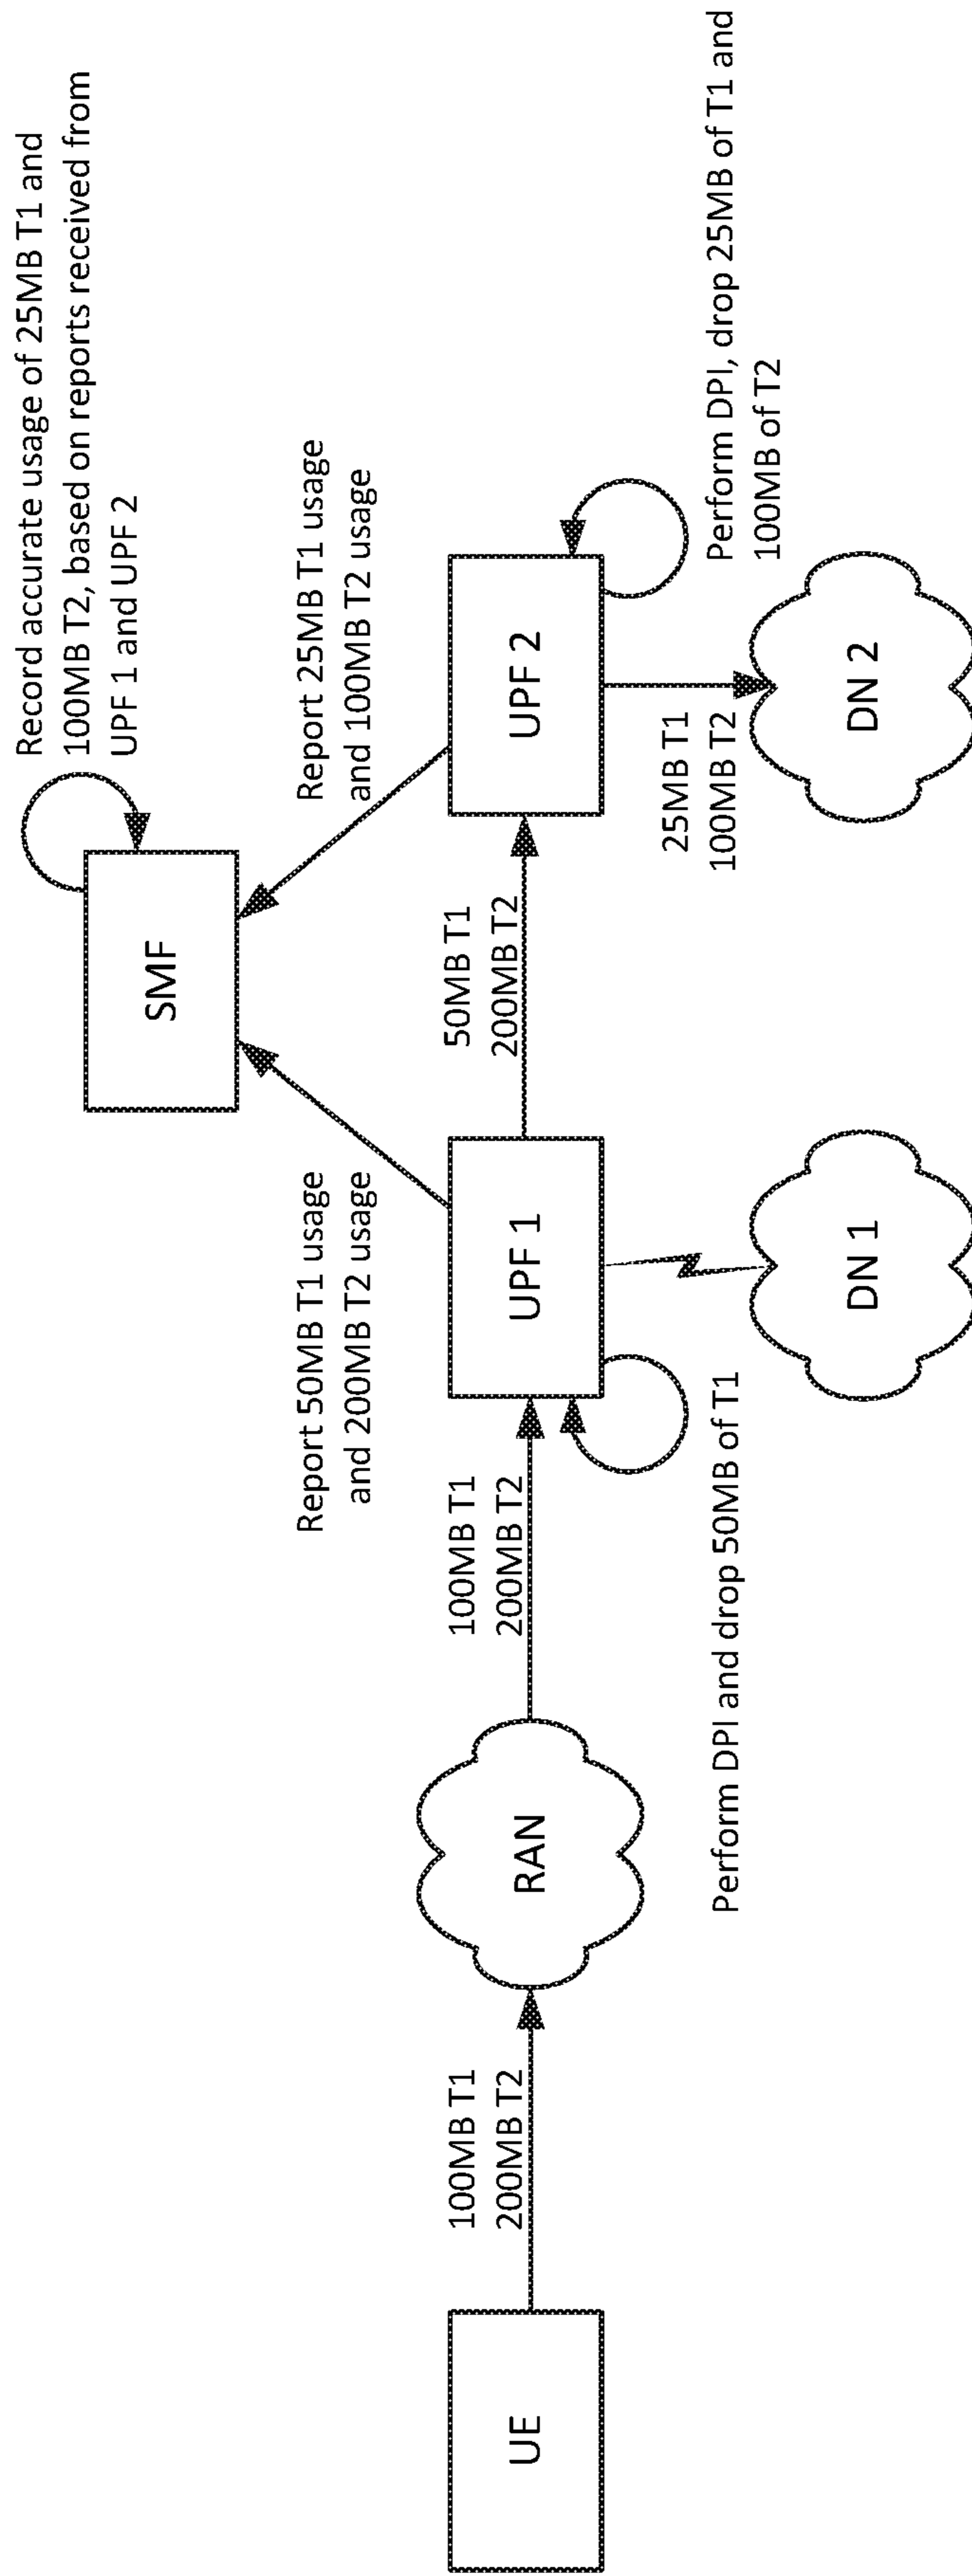 Record accurate usage of 25MB T1 and
100MB T2, based on reports received from
UPF 1 and UPF 2
SMF
Report 50MB T1 usage
and 200MB T2 usage
Report 25MB T1 usage
and 100MB T2 usage
UE
100MB T1
200MB T2
RAN
100MB T1
200MB T2
UPF 1
50MB T1
200MB T2
UPF 2
Perform DPI and drop 50MB of T1
25MB T1
100MB T2
Perform DPI, drop 25MB of T1 and
100MB of T2
DN 1
DN 2